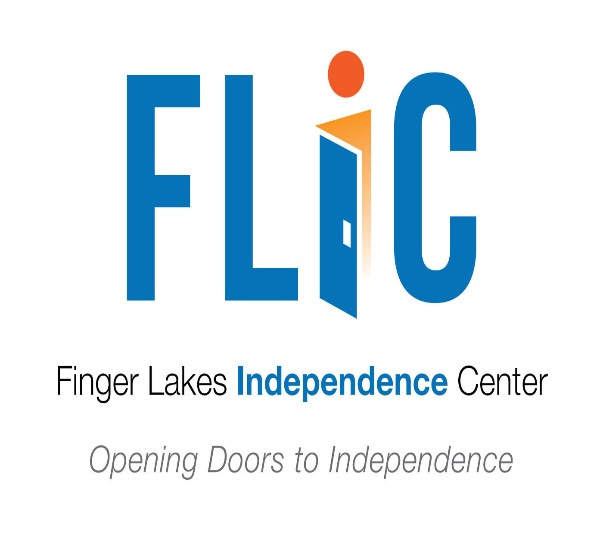 FLiC
Finger Lakes Independence Center
Opening Doors to Independence